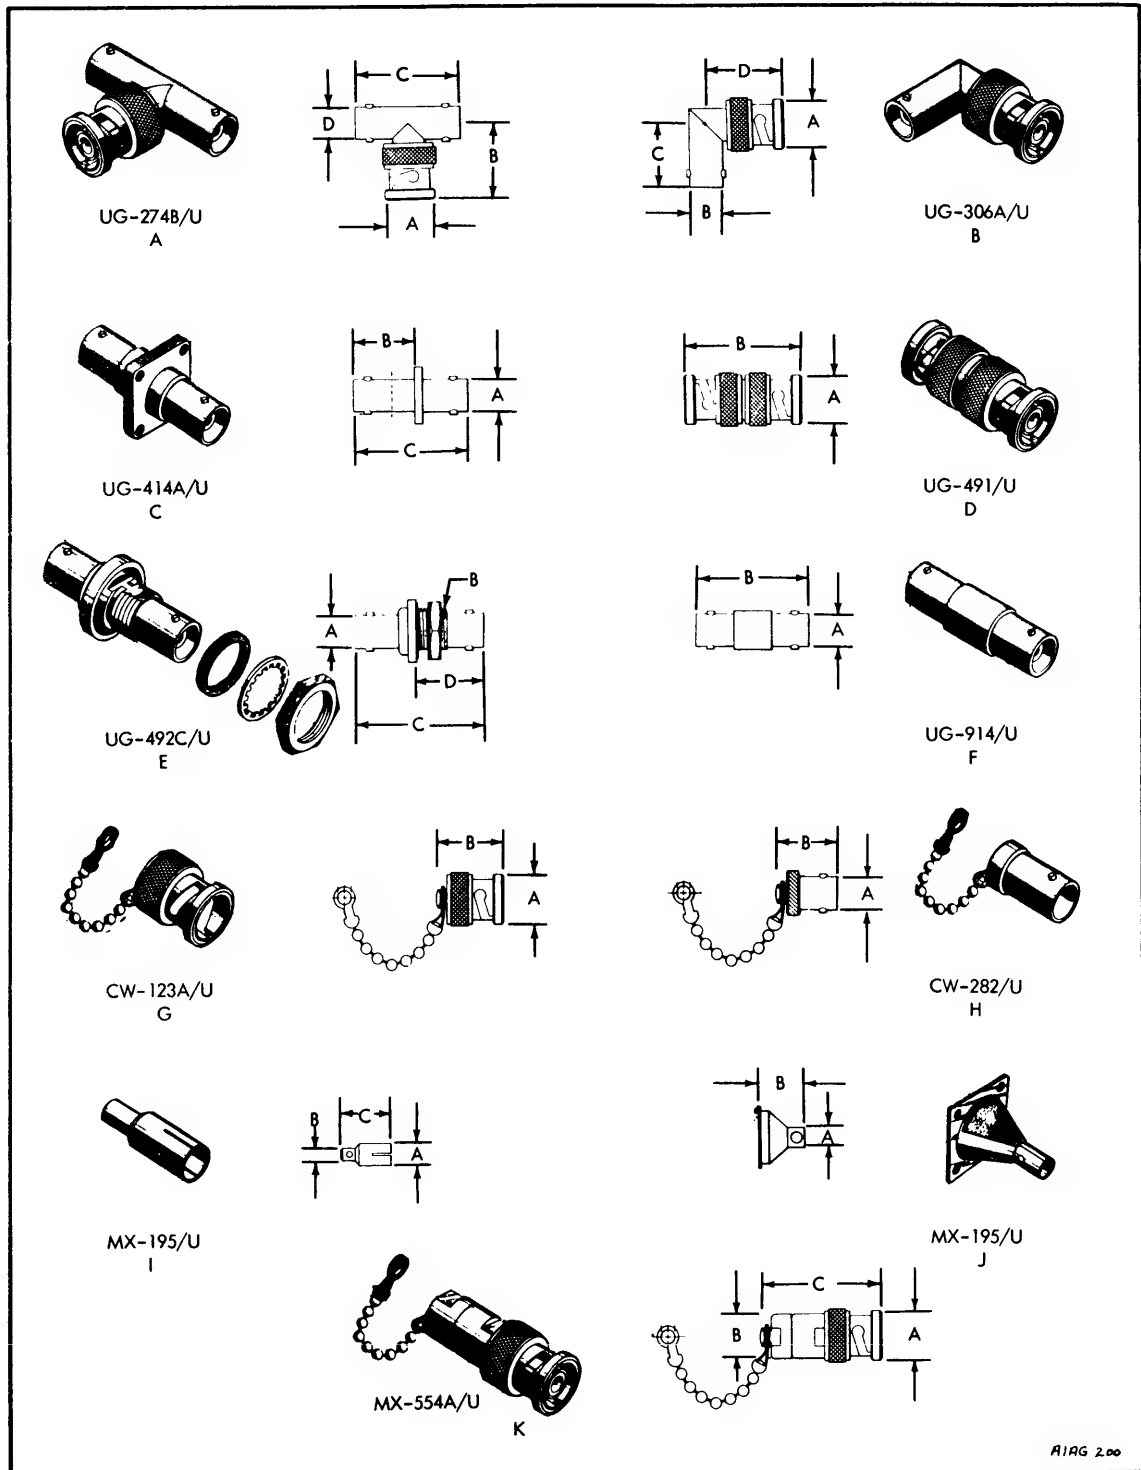 C
D
B
A
UG-274B/U
A
D
A
C
B
UG-306A/U
B
B
A
C
UG-414A/U
C
B
A
UG-491/U
D
B
A
D
C
UG-492C/U
E
B
A
UG-914/U
F
B
A
CW-123A/U
G
B
A
CW-282/U
H
B
C
A
MX-195/U
I
B
A
MX-195/U
J
MX-554A/U
K
C
B
A
AIAG 200